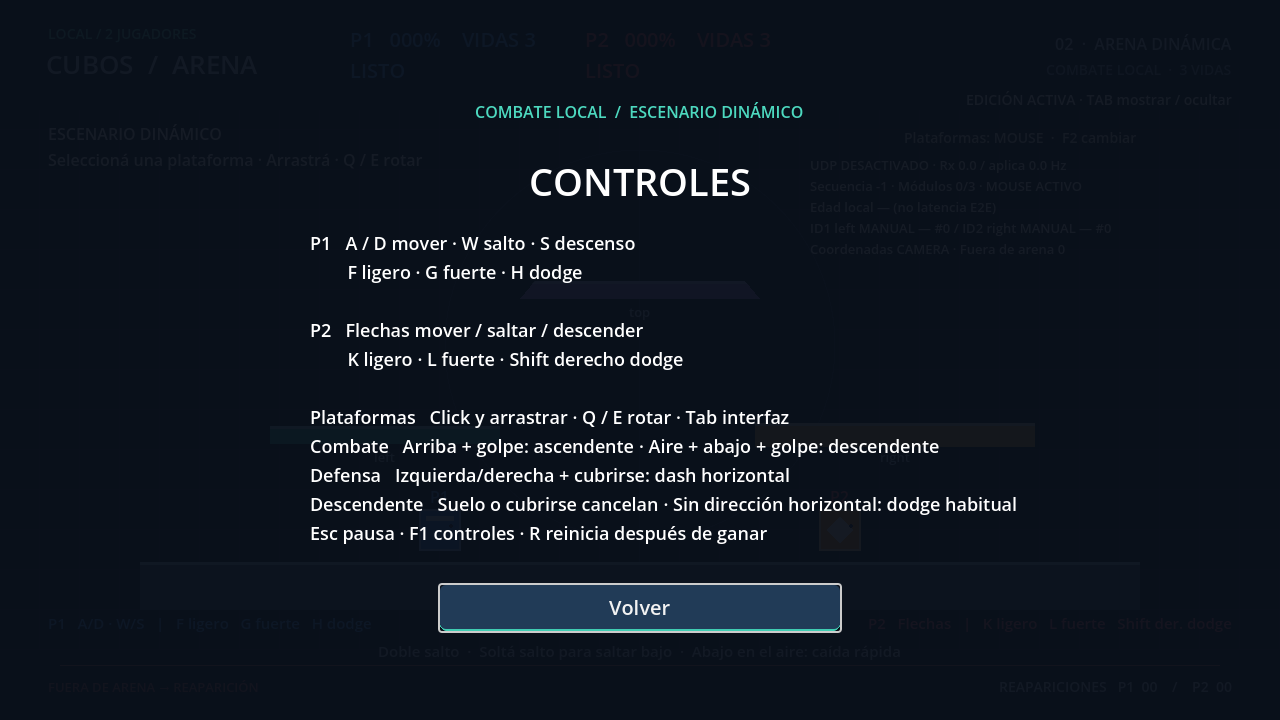 LOCAL / 2 JUGADORES
CUBOS / ARENA
P1 000% VIDAS 3
LISTO
P2 000% VIDAS 3
LISTO
02 · ARENA DINÁMICA
COMBATE LOCAL 3 VIDAS
EDICIÓN ACTIVA · TAB mostrar / ocultar
COMBATE LOCAL / ESCENARIO DINÁMICO
ESCENARIO DINÁMICO
Seleccioná una plataforma · Arrastrá · Q / E rotar
Plataformas: MOUSE · F2 cambiar
UDP DESACTIVADO · Rx 0.0 / aplica 0.0 Hz
Secuencia -1 · Módulos 0/3 · MOUSE ACTIVO
Edad local — (no latencia E2E)
ID1 left MANUAL — #0 / ID2 right MANUAL — #0
Coordenadas CAMERA · Fuera de arena 0
CONTROLES
P1 A / D mover · W salto · S descenso
F ligero · G fuerte · H dodge
top
P2 Flechas mover / saltar / descender
K ligero · L fuerte · Shift derecho dodge
Plataformas Click y arrastrar · Q / E rotar · Tab interfaz
Combate Arriba + golpe: ascendente · Aire + abajo + golpe: descendente
Defensa Izquierda/derecha + cubrirse: dash horizontal
Descendente Suelo o cubrirse cancelan · Sin dirección horizontal: dodge habitual
Esc pausa · F1 controles · R reinicia después de ganar
Volver
P1 A/D W/S | F ligero G fuerte H dodge
P2 Flechas | K ligero L fuerte Shift der. dodge
Doble salto · Soltá salto para saltar bajo · Abajo en el aire: caída rápida
FUERA DE ARENA — REAPARICIÓN
REAPARICIONES P1 00 / P2 00